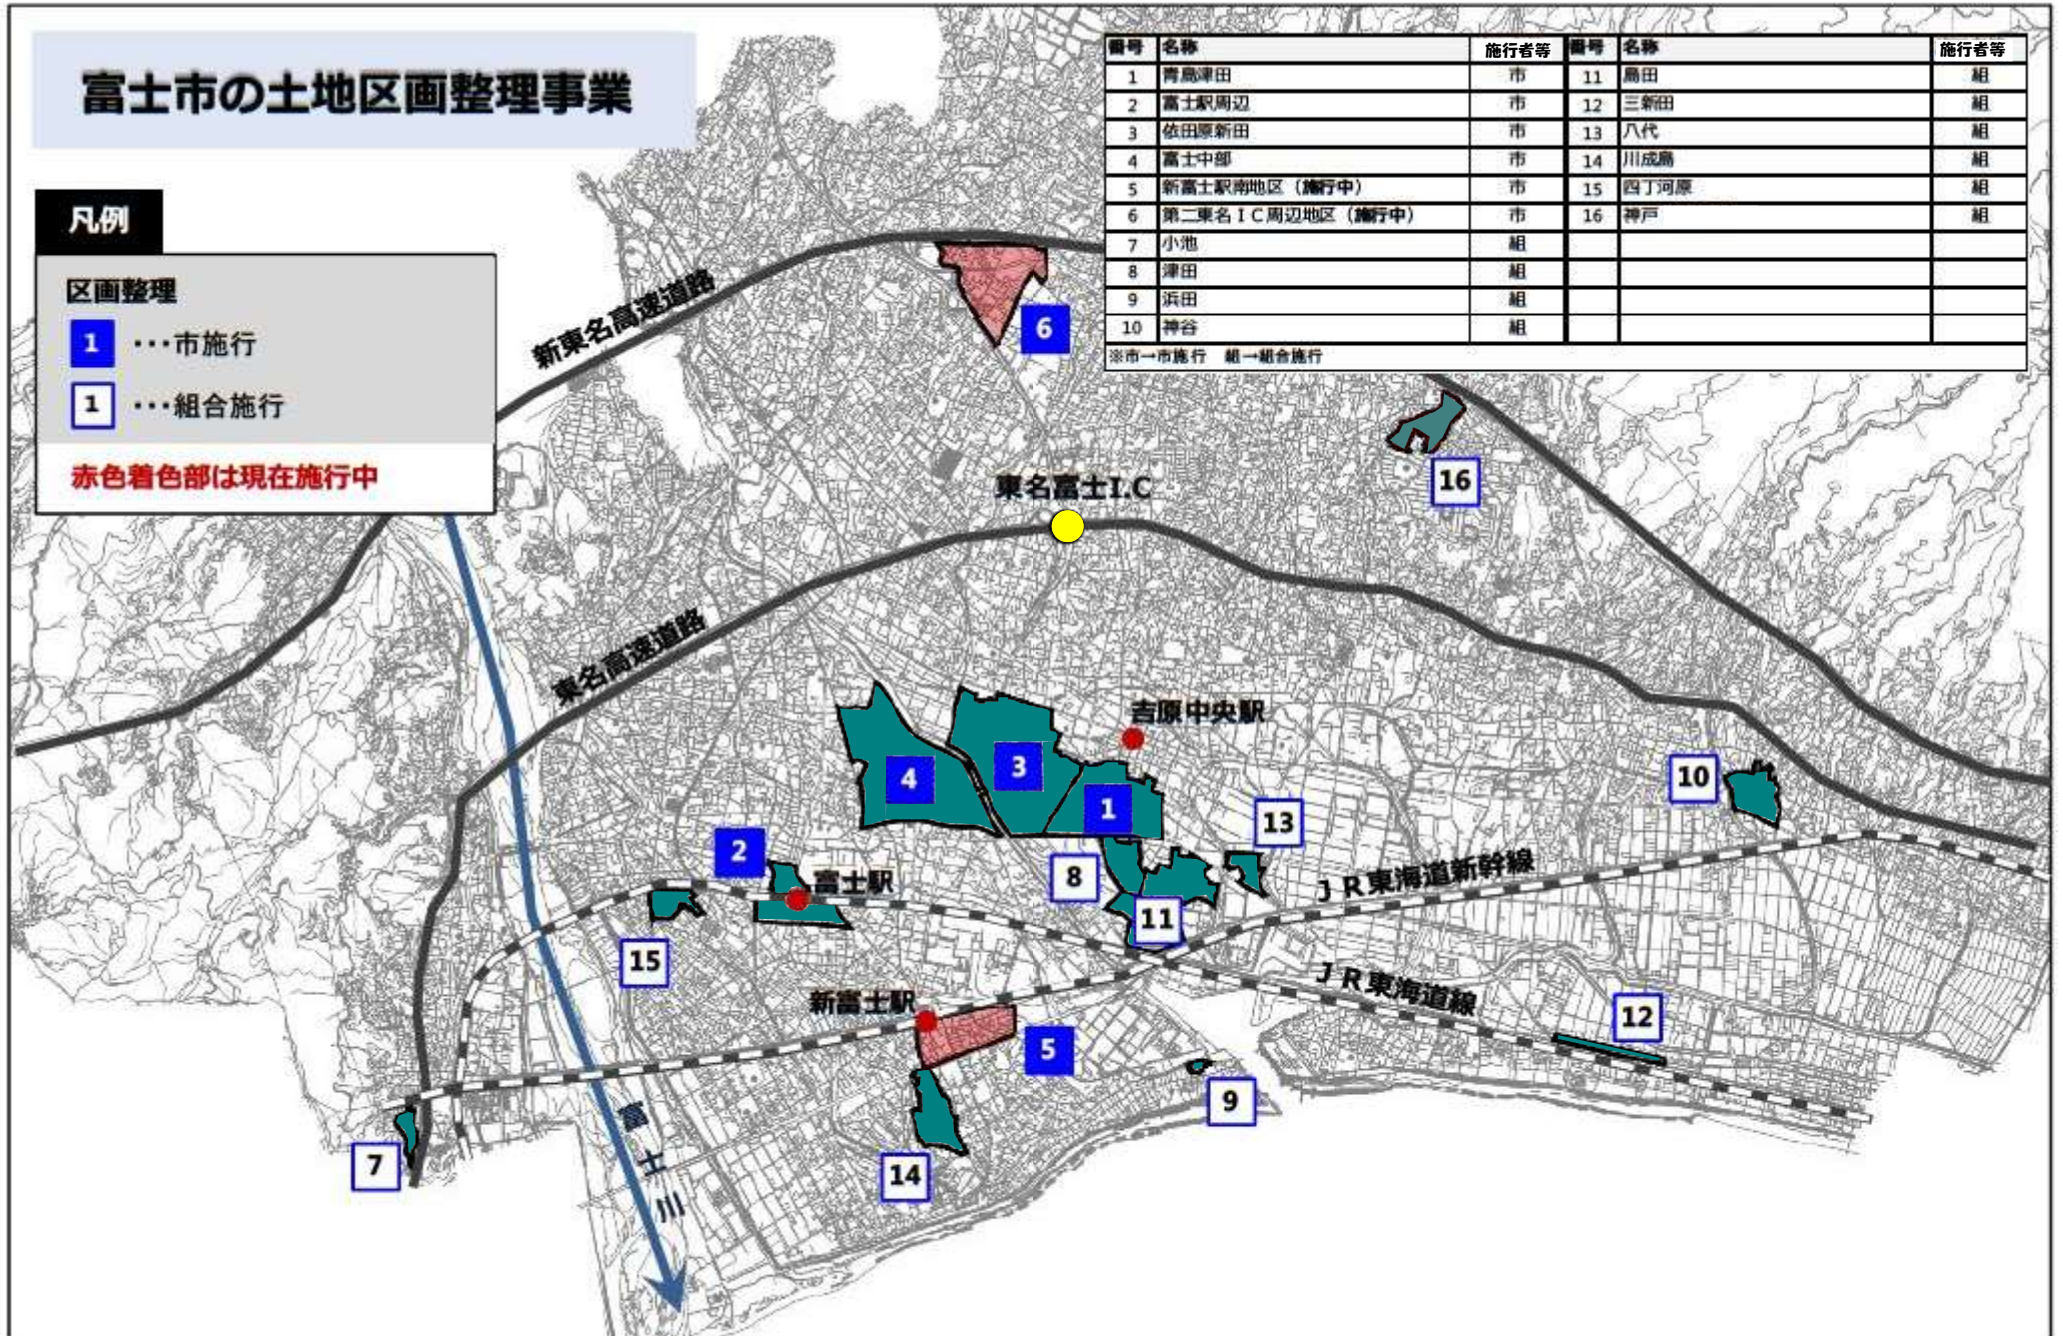 富士市の土地区画整理事業
凡例
区画整理
1 ･･･市施行
1 ･･･組合施行
赤色着色部は現在施行中
番号 名称 施行者等 番号 名称 施行者等
1 青島津田 市 11 島田 組
2 富士駅周辺 市 12 三新田 組
3 依田原新田 市 13 八代 組
4 富士中部 市 14 川成島 組
5 新富士駅南地区（施行中） 市 15 四丁河原 組
6 第二東名ＩＣ周辺地区（施行中） 市 16 神戸 組
7 小池 組
8 津田 組
9 浜田 組
10 神谷 組
※市→市施行　組→組合施行
新東名高速道路
6
16
東名富士I.C
東名高速道路
吉原中央駅
4
3
1
10
13
2
富士駅
8
11
ＪＲ東海道新幹線
15
新富士駅
5
ＪＲ東海道線
12
9
7
14
富士川